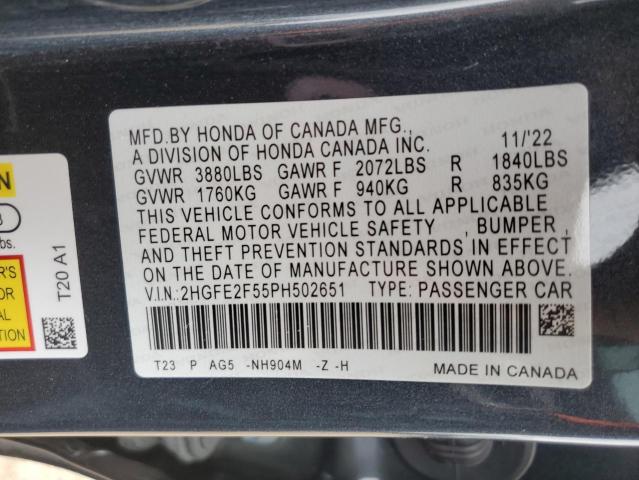 MFD.BY HONDA OF CANADA MFG.,
A DIVISION OF HONDA CANADA INC. 11/'22
GVWR 3880LBS GAWR F 2072LBS R 1840LBS
GVWR 1760KG GAWR F 940KG R 835KG
THIS VEHICLE CONFORMS TO ALL APPLICABLE
FEDERAL MOTOR VEHICLE SAFETY , BUMPER ,
AND THEFT PREVENTION STANDARDS IN EFFECT
ON THE DATE OF MANUFACTURE SHOWN ABOVE.
V.I.N.:2HGFE2F55PH502651 TYPE: PASSENGER CAR
T23 P AG5 -NH904M -Z -H MADE IN CANADA
T20 A1